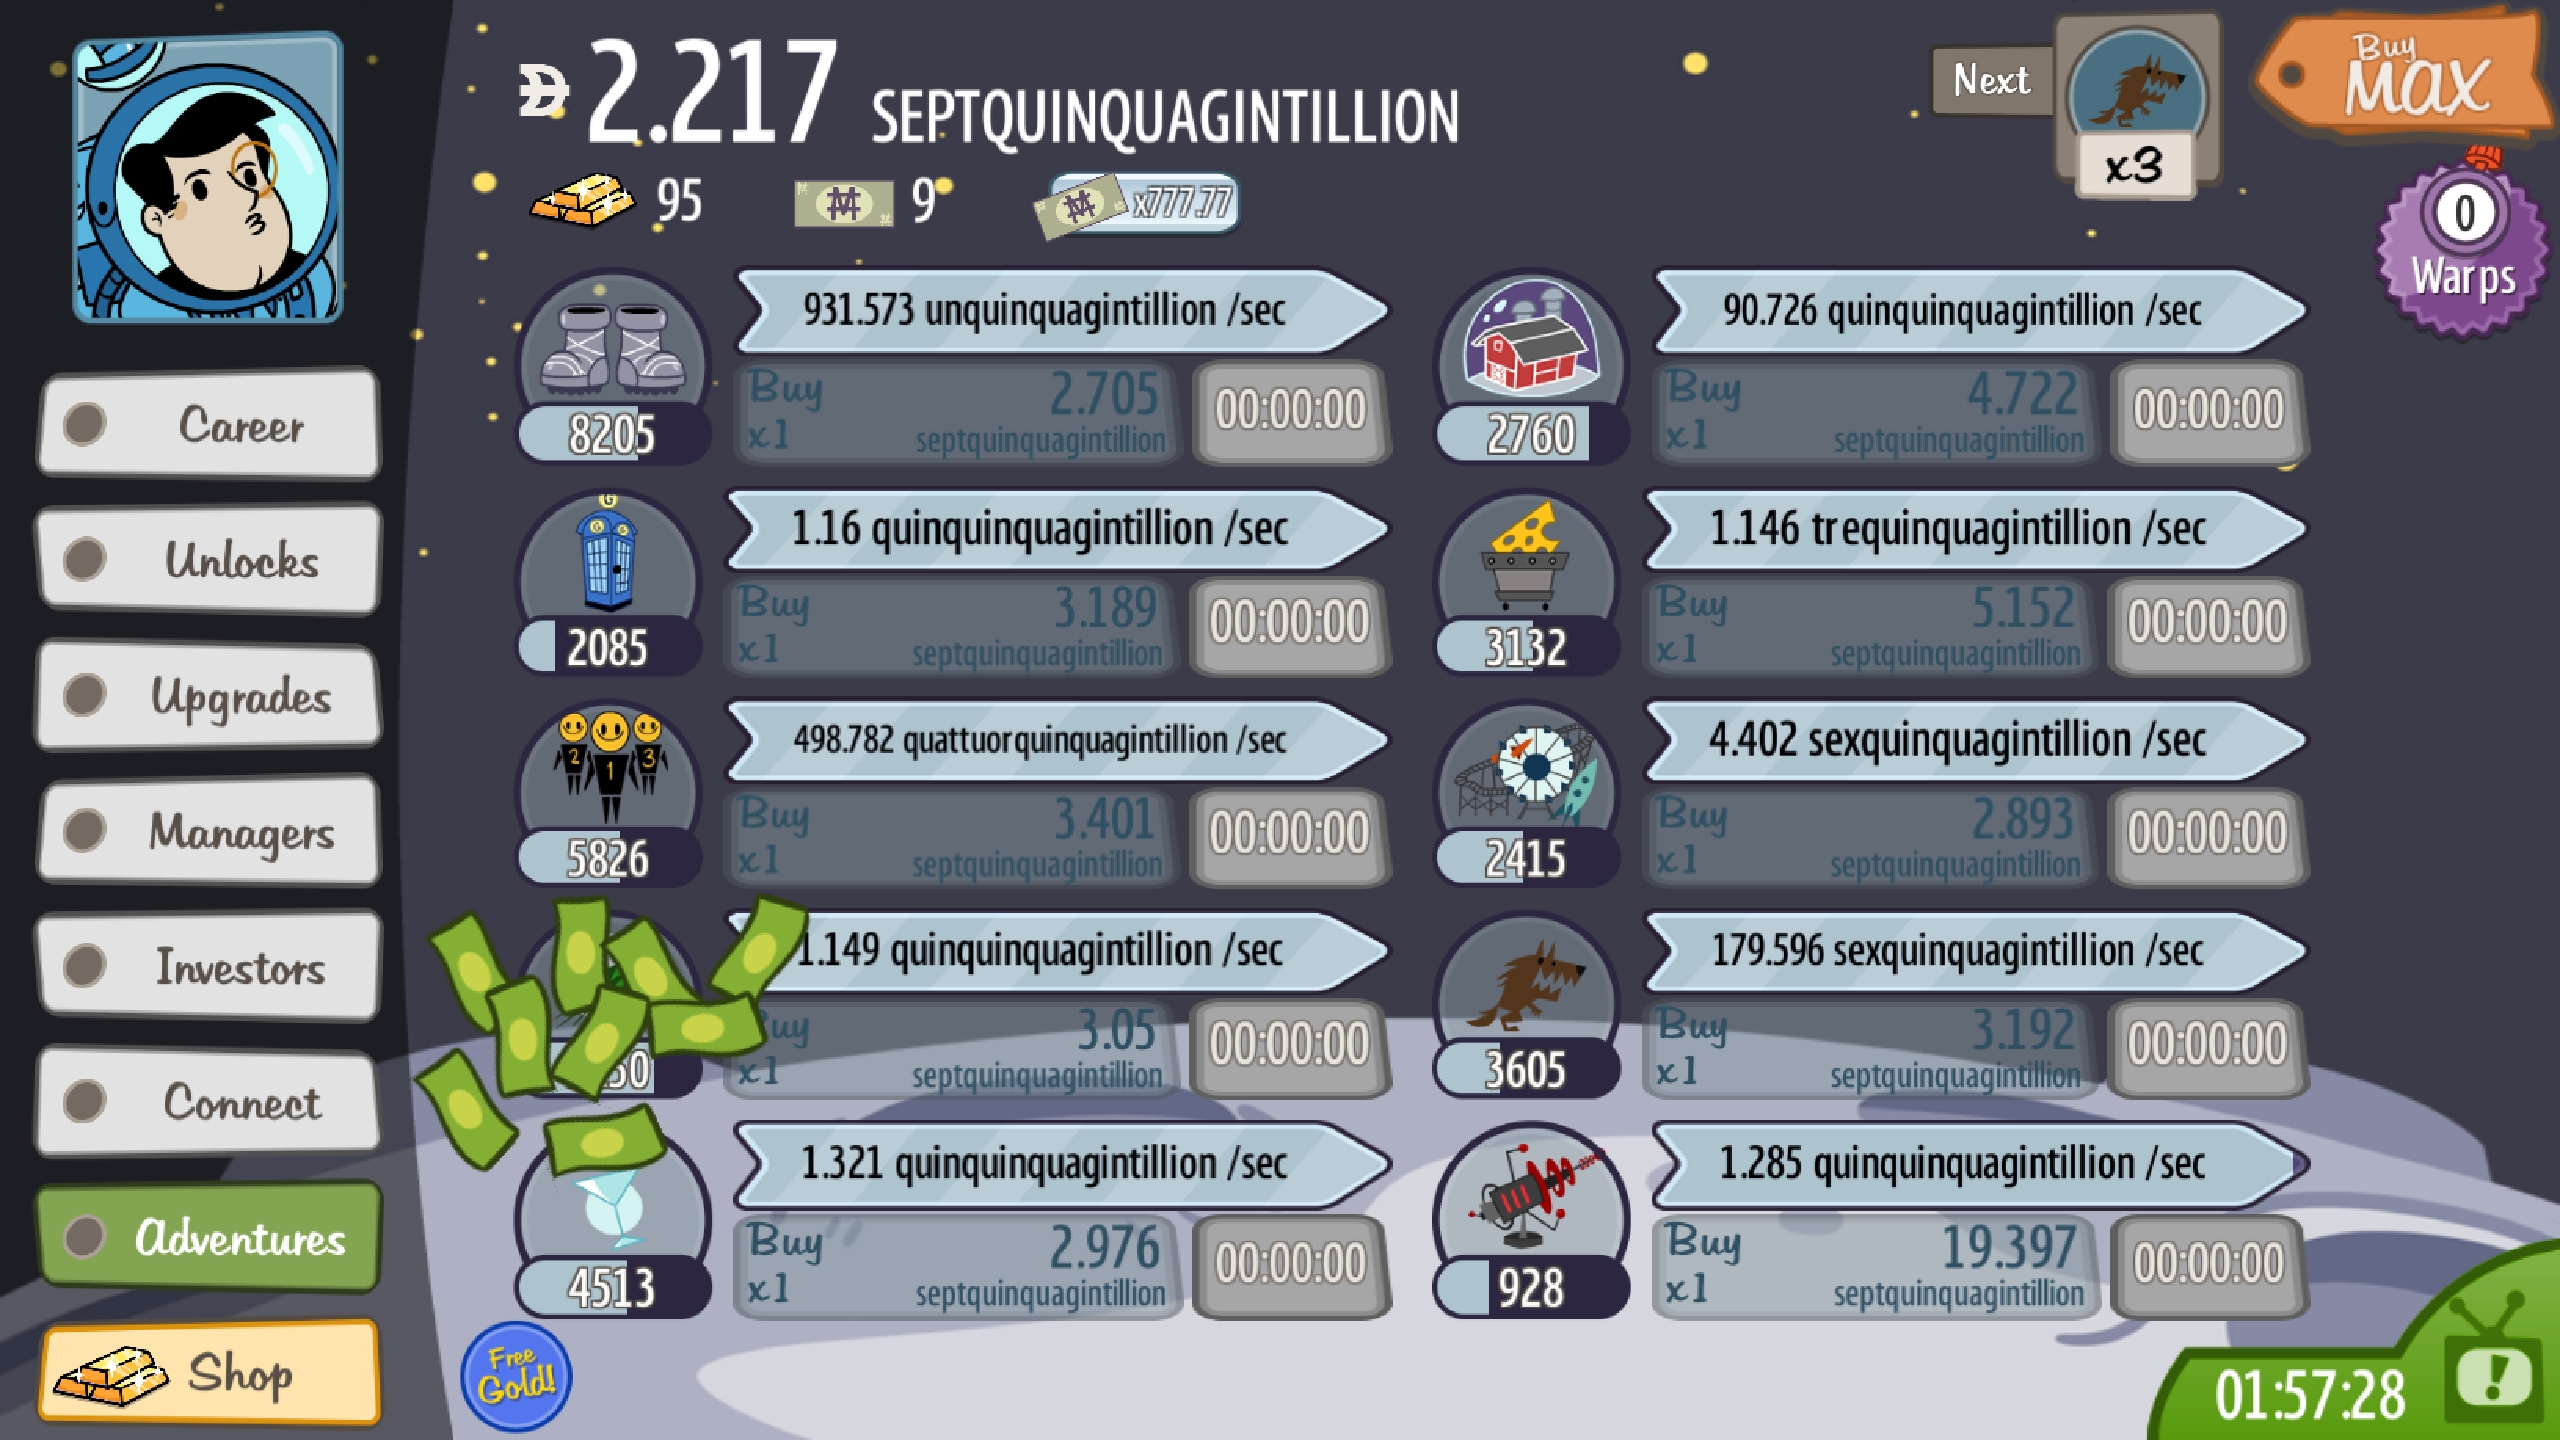 2.217 SEPTQUINQUAGINTILLION
Next
x3
Buy
MAX
95
9
x777.77
0
Warps
Career
Unlocks
Upgrades
Managers
Investors
Connect
Adventures
Shop
931.573 unquinquagintillion /sec
8205
Buy 2.705
x1 septquinquagintillion
00:00:00
90.726 quinquinquagintillion /sec
2760
Buy 4.722
x1 septquinquagintillion
00:00:00
G
1.16 quinquinquagintillion /sec
2085
Buy 3.189
x1 septquinquagintillion
00:00:00
1.146 trequinquagintillion /sec
3132
Buy 5.152
x1 septquinquagintillion
00:00:00
2 1 3
498.782 quattuorquinquagintillion /sec
5826
Buy 3.401
x1 septquinquagintillion
00:00:00
4.402 sexquinquagintillion /sec
2415
Buy 2.893
x1 septquinquagintillion
00:00:00
1.149 quinquinquagintillion /sec
Buy 3.05
x1 septquinquagintillion
00:00:00
179.596 sexquinquagintillion /sec
3605
Buy 3.192
x1 septquinquagintillion
00:00:00
1.321 quinquinquagintillion /sec
4513
Buy 2.976
x1 septquinquagintillion
00:00:00
1.285 quinquinquagintillion /sec
928
Buy 19.397
x1 septquinquagintillion
00:00:00
Free
Gold!
01:57:28
!